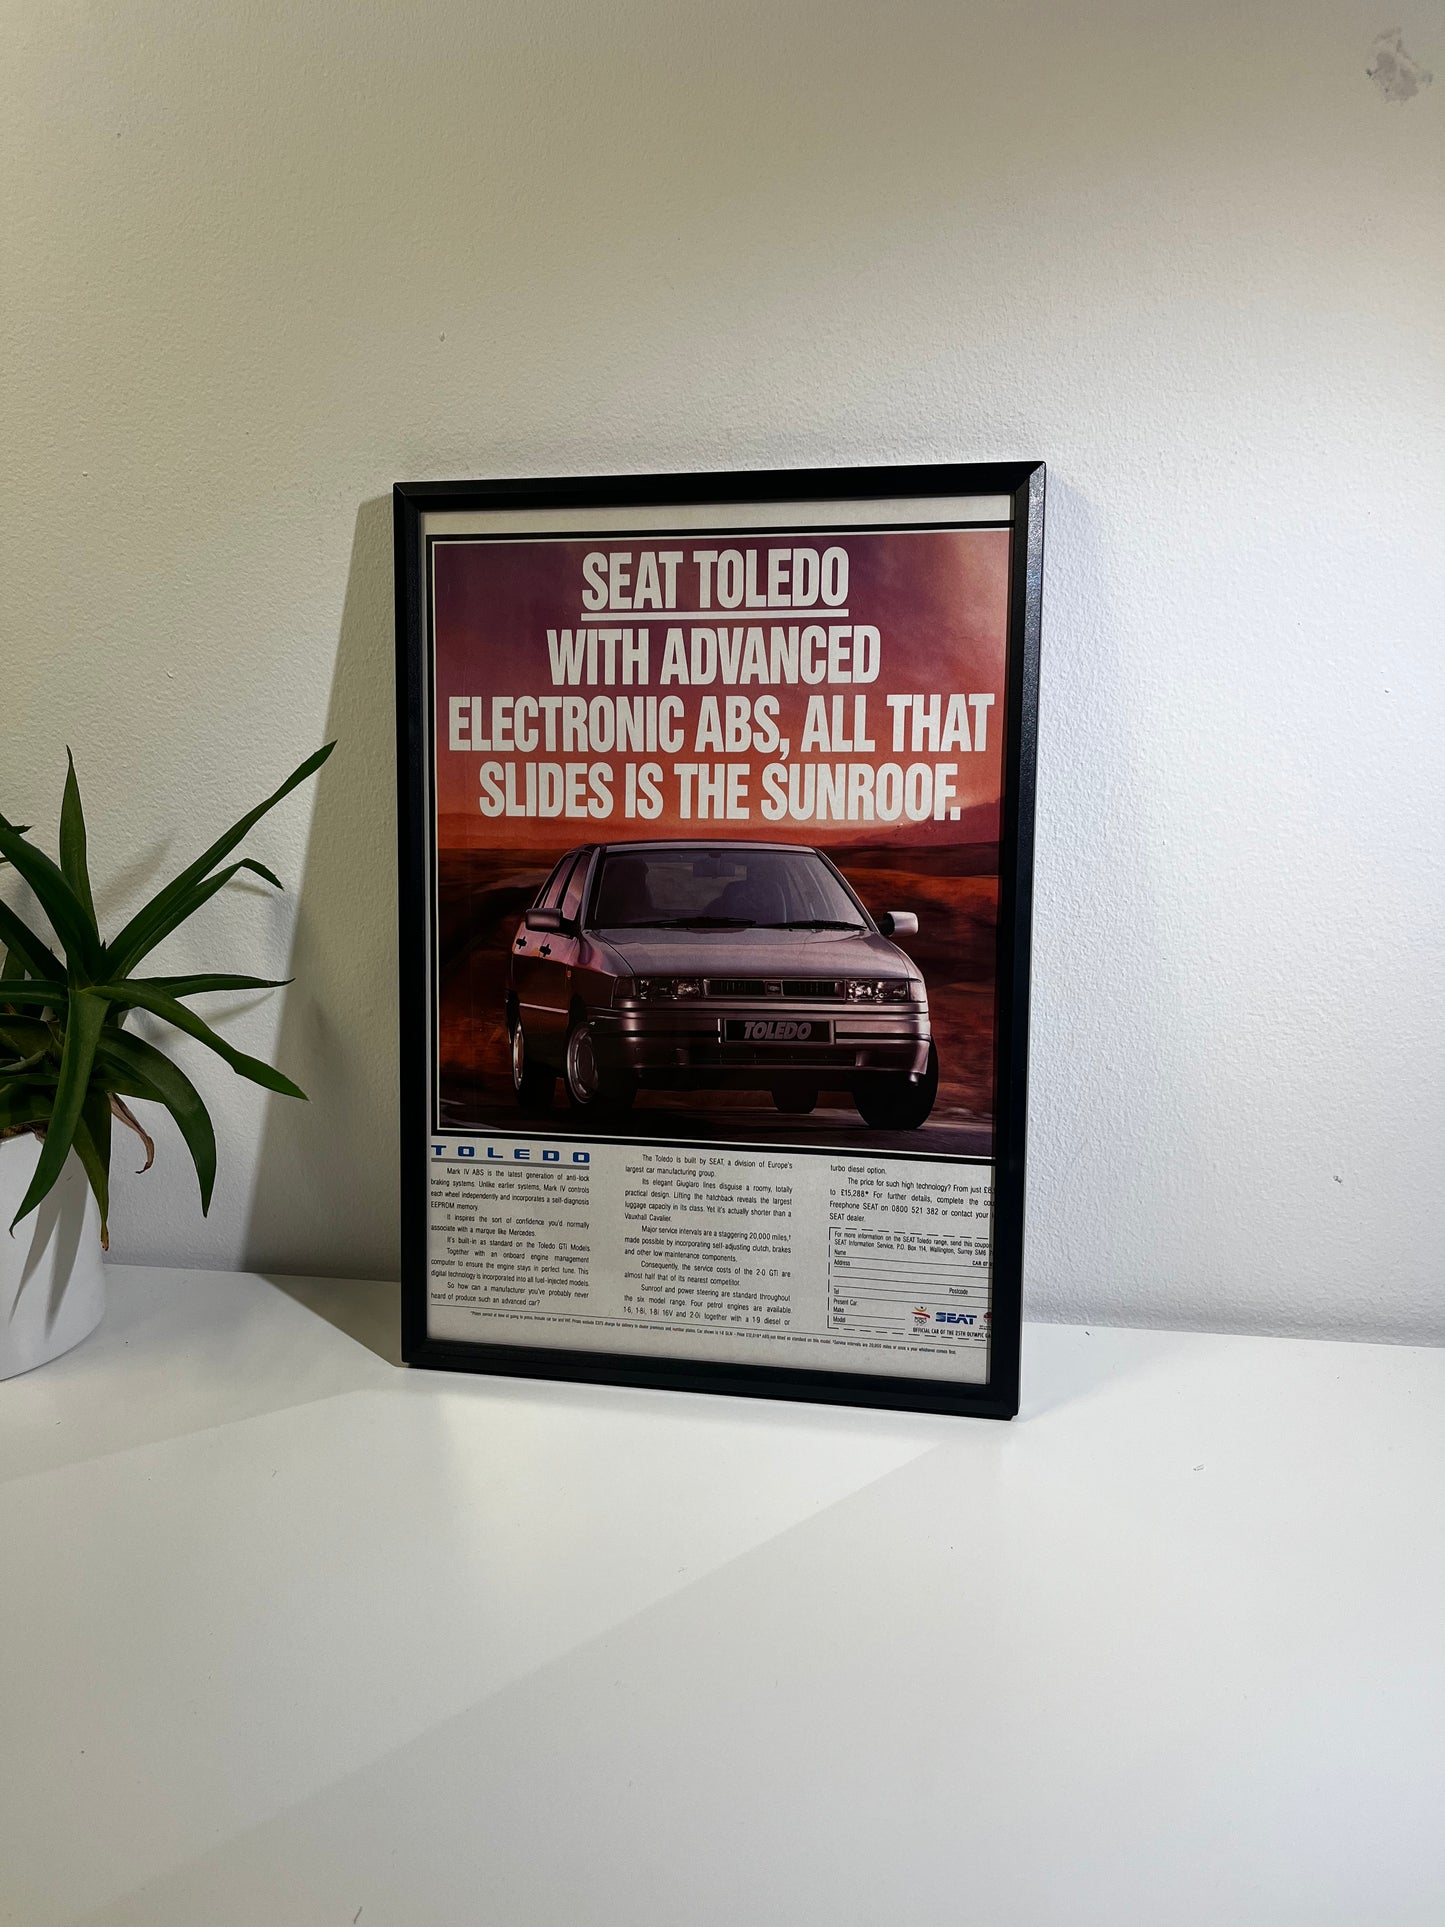 SEAT TOLEDO
WITH ADVANCED
ELECTRONIC ABS, ALL THAT
SLIDES IS THE SUNROOF.
TOLEDO
TOLEDO
Mark IV ABS is the latest generation of anti-lock
braking systems. Unlike earlier systems, Mark IV controls
each wheel independently and incorporates a self-diagnosis
EEPROM memory.
It inspires the sort of confidence you'd normally
associate with a marque like Mercedes.
It's built-in as standard on the Toledo GTi Models.
Together with an onboard engine management
computer to ensure the engine stays in perfect tune. This
digital technology is incorporated into all fuel-injected models.
So how can a manufacturer you've probably never
heard of produce such an advanced car?
The Toledo is built by SEAT, a division of Europe's
largest car manufacturing group.
Its elegant Giugiaro lines disguise a roomy, totally
practical design. Lifting the hatchback reveals the largest
luggage capacity in its class. Yet it's actually shorter than a
Vauxhall Cavalier.
Major service intervals are a staggering 20,000 miles,†
made possible by incorporating self-adjusting clutch, brakes
and other low maintenance components.
Consequently, the service costs of the 2·0 GTi are
almost half that of its nearest competitor.
Sunroof and power steering are standard throughout
the six model range. Four petrol engines are available
1·6, 1·8i, 1·8i 16V and 2·0i together with a 1·9 diesel or
turbo diesel option.
The price for such high technology? From just
to £15,288* For further details, complete the
Freephone SEAT on 0800 521 382 or contact your
SEAT dealer.
For more information on the SEAT Toledo range, send this coupon
SEAT Information Service, P.O. Box 114, Wallington, Surrey SM6
Name
Address
CAR OF
Tel Postcode
Present Car:
Make
Model
SEAT
OFFICIAL CAR OF THE 25TH OLYMPIC